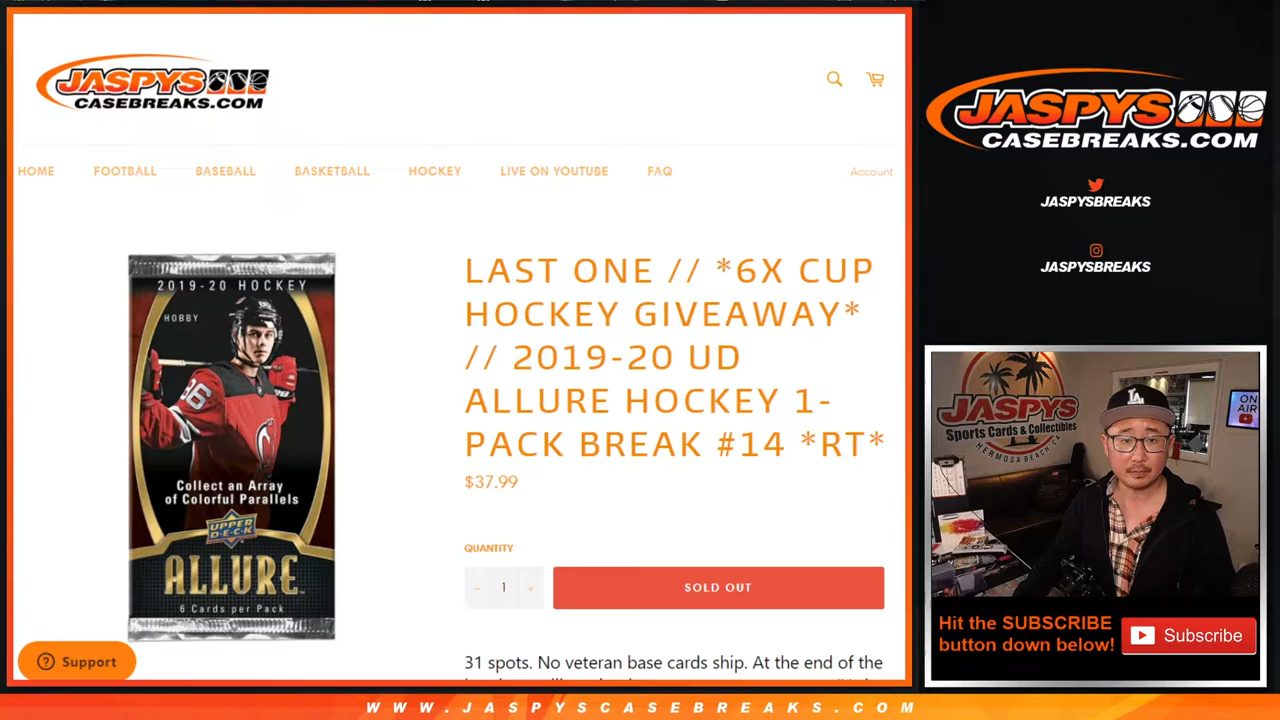 JASPYS
CASEBREAKS.COM
HOME FOOTBALL BASEBALL BASKETBALL HOCKEY LIVE ON YOUTUBE FAQ Account
2019-20 HOCKEY
HOBBY
86
Collect an Array
of Colorful Parallels
UPPER
DECK
ALLURE
6 Cards per Pack
LAST ONE // *6X CUP
HOCKEY GIVEAWAY*
// 2019-20 UD
ALLURE HOCKEY 1-
PACK BREAK #14 *RT*
$37.99
QUANTITY
- 1 +
SOLD OUT
31 spots. No veteran base cards ship. At the end of the
Support
JASPYS
CASEBREAKS.COM
JASPYSBREAKS
JASPYSBREAKS
JASPYS
Sports Cards & Collectibles
HERMOSA BEACH, CA
LA
ON
AIR
Hit the SUBSCRIBE
button down below!
Subscribe
WWW.JASPYSCASEBREAKS.COM